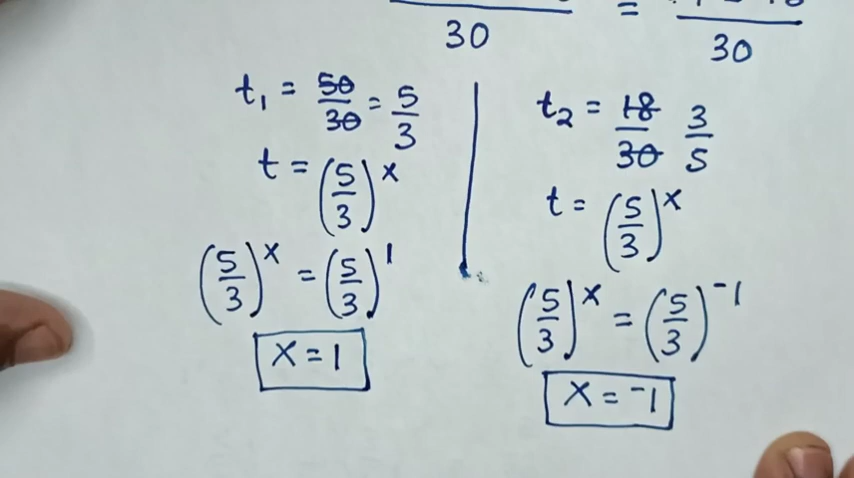 30 = 30
t₁ = 50/30 = 5/3
t = (5/3)^x
(5/3)^x = (5/3)^1
x = 1
t₂ = 18/30 3/5
t = (5/3)^x
(5/3)^x = (5/3)^-1
x = -1